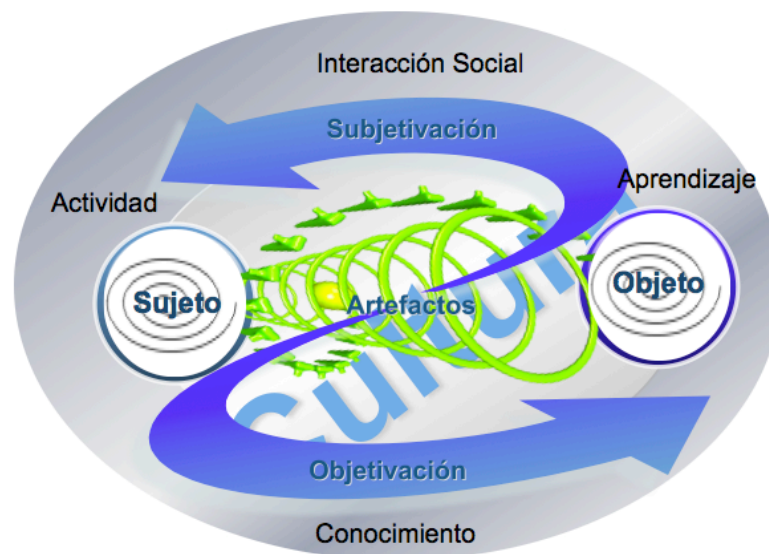 Interacción Social
Subjetivación
Actividad
Aprendizaje
Sujeto
Objeto
Artefactos
Cultura
Objetivación
Conocimiento